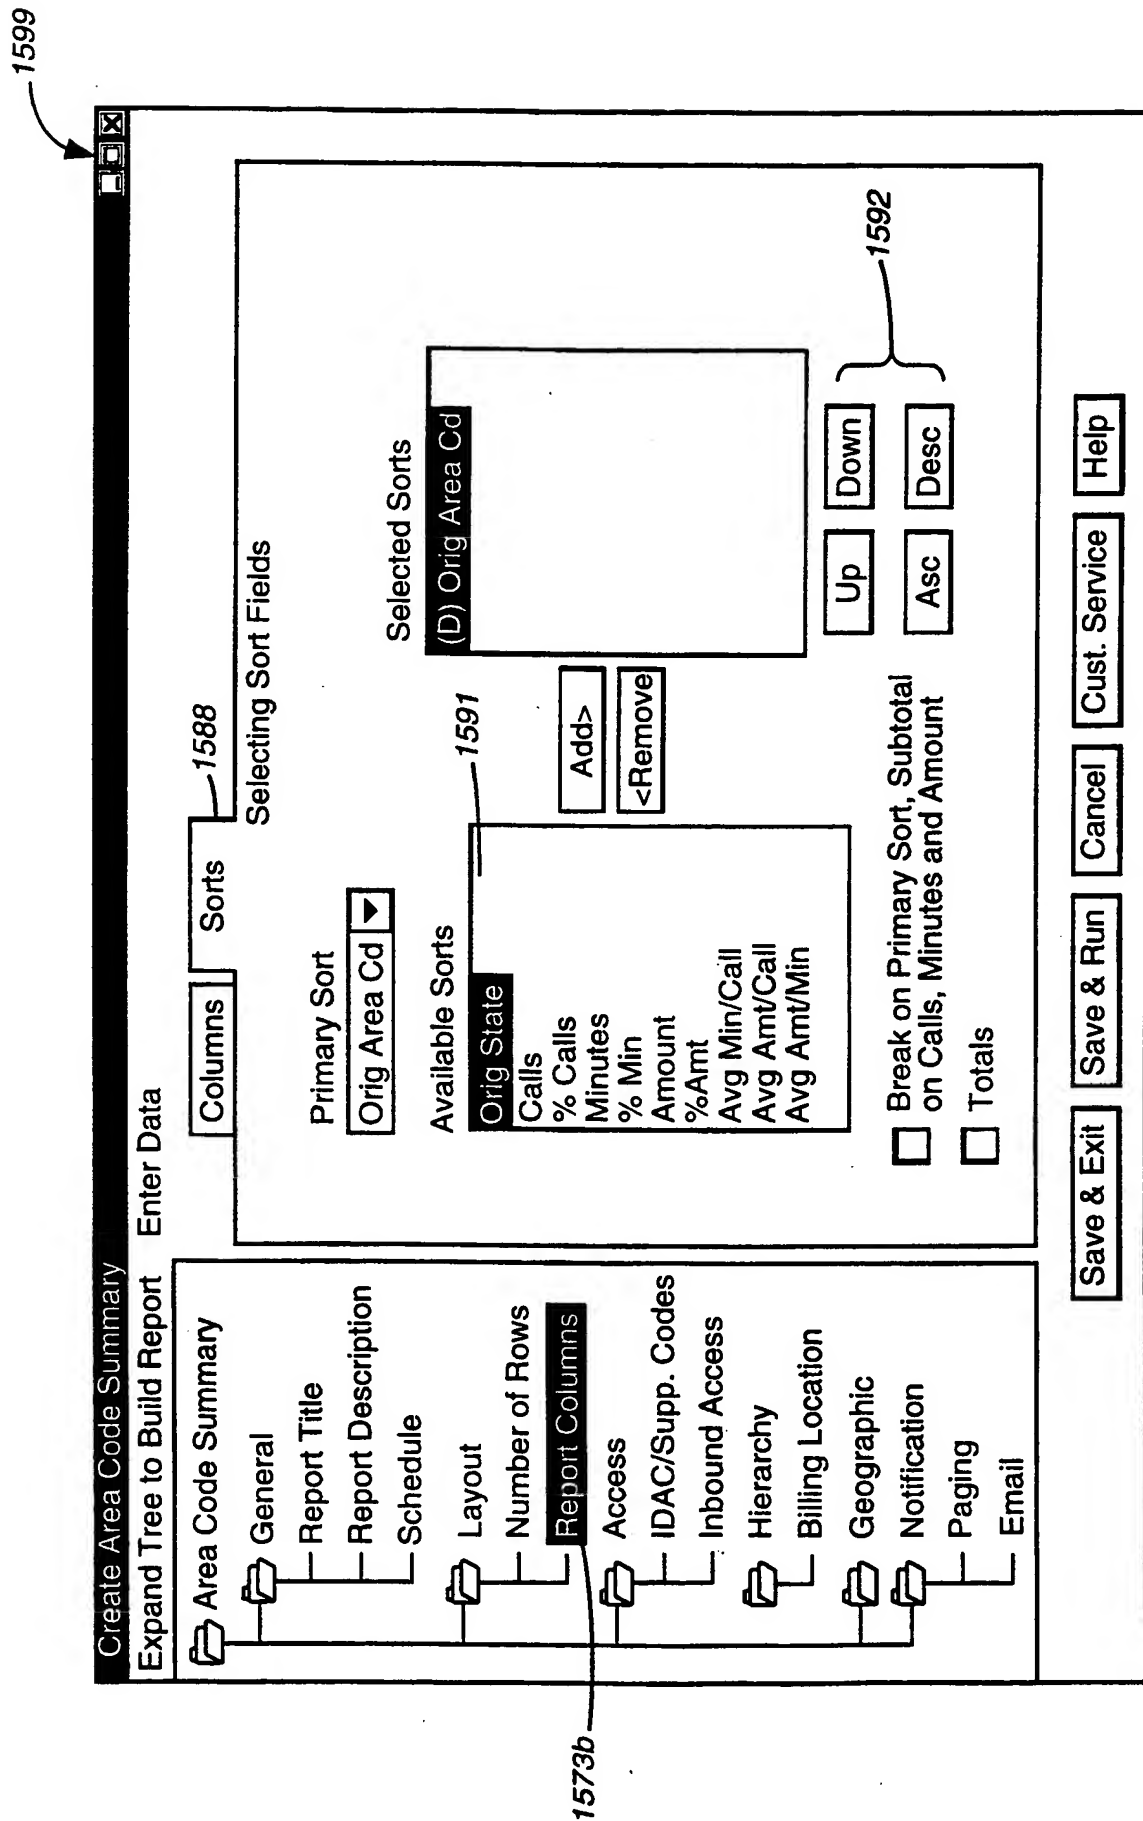 1599
Create Area Code Summary
Expand Tree to Build Report
Enter Data
Area Code Summary
General
Report Title
Report Description
Schedule
Layout
Number of Rows
Report Columns
Access
IDAC/Supp. Codes
Inbound Access
Hierarchy
Billing Location
Geographic
Notification
Paging
Email
1573b
Columns
Sorts
1588
Selecting Sort Fields
Primary Sort
Orig Area Cd
Available Sorts
Orig State
Calls
% Calls
Minutes
% Min
Amount
%Amt
Avg Min/Call
Avg Amt/Call
Avg Amt/Min
1591
Add>
<Remove
Selected Sorts
(D) Orig Area Cd
Up
Down
Asc
Desc
1592
Break on Primary Sort, Subtotal
on Calls, Minutes and Amount
Totals
Save & Exit
Save & Run
Cancel
Cust. Service
Help